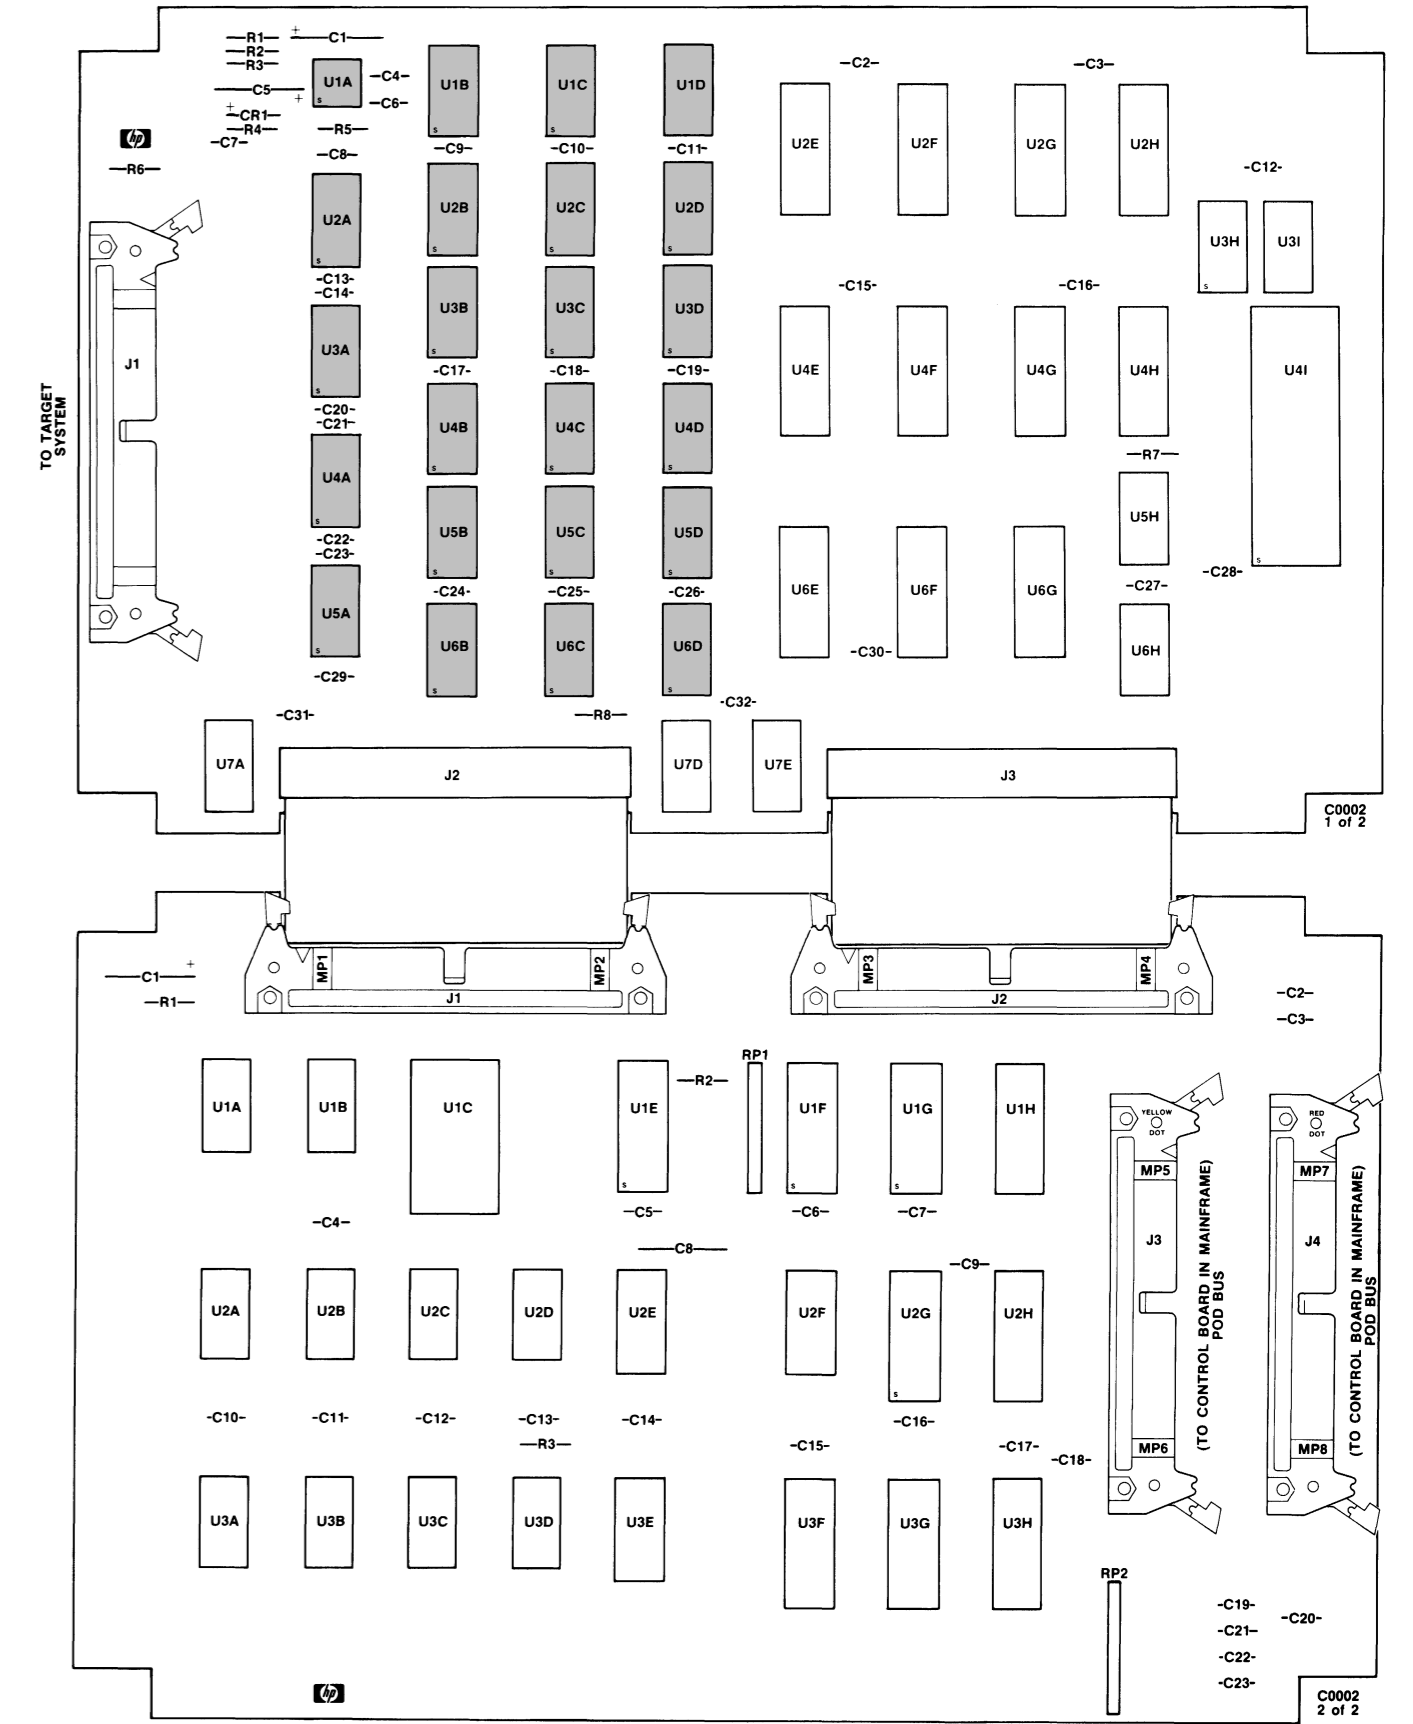 -R1-
+
-C1-
-R2-
-R3-
-C5-
+
U1A
s
-C4-
-C6-
+
-CR1-
-R4-
-C7-
-R5-
-C8-
hp
-R6-
U1B
s
U1C
s
U1D
-C9-
-C10-
-C11-
-C2-
-C3-
U2E
U2F
U2G
U2H
-C12-
U2A
s
U2B
s
U2C
s
U2D
s
U3H
s
U3I
-C13-
-C14-
U3B
s
U3C
s
U3D
s
-C15-
-C16-
J1
U3A
s
-C17-
-C18-
-C19-
U4E
U4F
U4G
U4H
U4I
s
TO TARGET
SYSTEM
-C20-
-C21-
U4B
s
U4C
s
U4D
s
-R7-
U4A
s
U5B
s
U5C
s
U5D
s
U5H
-C22-
-C23-
-C24-
-C25-
-C26-
-C27-
-C28-
U5A
s
U6B
s
U6C
s
U6D
s
U6E
U6F
U6G
U6H
-C29-
-C30-
-C31-
-R8-
-C32-
U7A
J2
U7D
U7E
J3
C0002
1 of 2
-C1-
+
-R1-
MP1
MP2
J1
MP3
MP4
J2
-C2-
-C3-
U1A
U1B
U1C
U1E
s
-R2-
RP1
U1F
s
U1G
s
U1H
YELLOW
DOT
RED
DOT
MP5
MP7
-C4-
-C5-
-C6-
-C7-
-C8-
-C9-
J3
J4
(TO CONTROL BOARD IN MAINFRAME)
POD BUS
(TO CONTROL BOARD IN MAINFRAME)
POD BUS
U2A
U2B
U2C
U2D
U2E
U2F
U2G
s
U2H
-C10-
-C11-
-C12-
-C13-
-C14-
-C16-
-R3-
-C15-
-C17-
-C18-
MP6
MP8
U3A
U3B
U3C
U3D
U3E
U3F
U3G
U3H
RP2
-C19-
-C20-
-C21-
-C22-
-C23-
hp
C0002
2 of 2